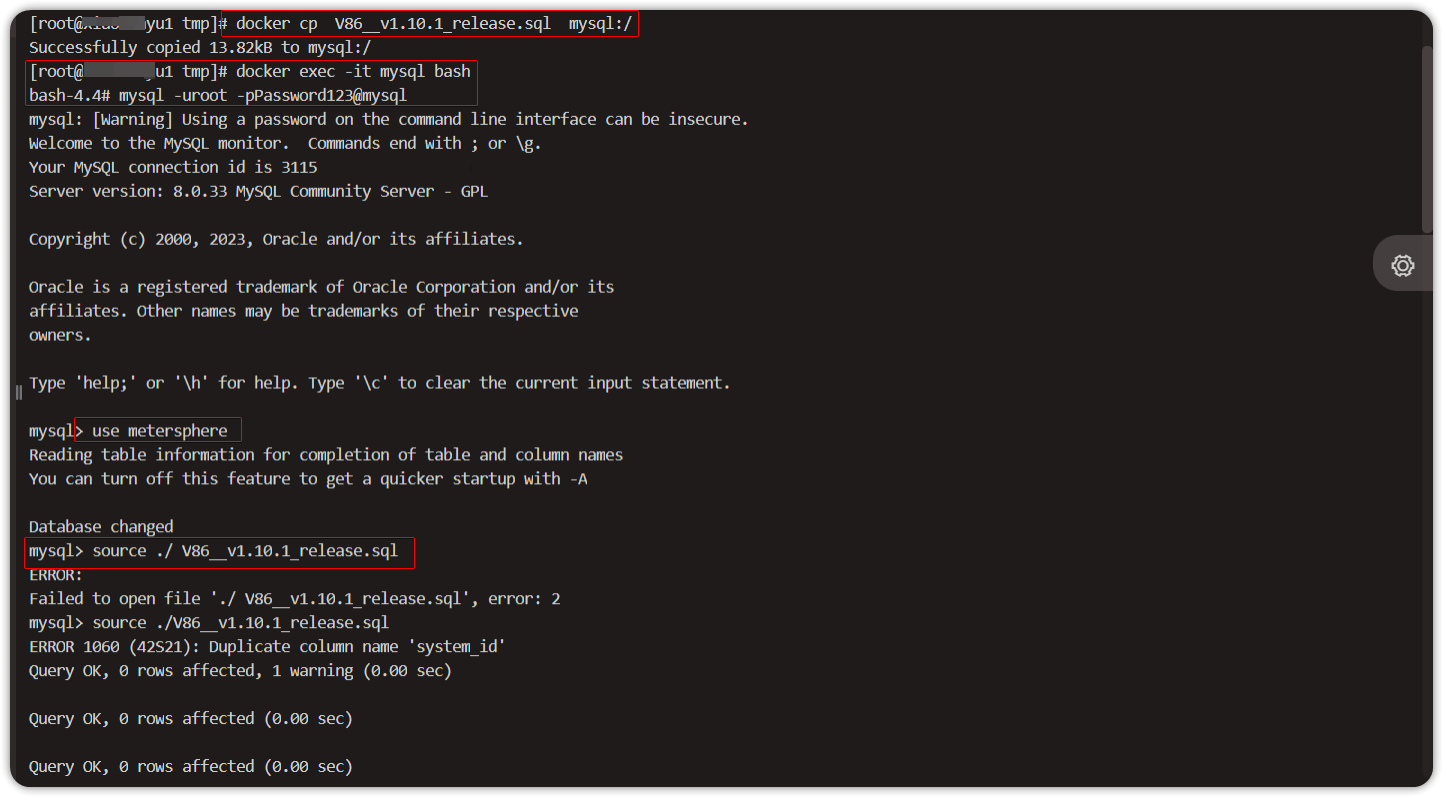 [root@xiao yu1 tmp]# docker cp  V86__v1.10.1_release.sql  mysql:/
Successfully copied 13.82kB to mysql:/
[root@ u1 tmp]# docker exec -it mysql bash
bash-4.4# mysql -uroot -pPassword123@mysql
mysql: [Warning] Using a password on the command line interface can be insecure.
Welcome to the MySQL monitor.  Commands end with ; or \g.
Your MySQL connection id is 3115
Server version: 8.0.33 MySQL Community Server - GPL
Copyright (c) 2000, 2023, Oracle and/or its affiliates.
Oracle is a registered trademark of Oracle Corporation and/or its
affiliates. Other names may be trademarks of their respective
owners.
Type 'help;' or '\h' for help. Type '\c' to clear the current input statement.
mysql> use metersphere
Reading table information for completion of table and column names
You can turn off this feature to get a quicker startup with -A
Database changed
mysql> source ./ V86__v1.10.1_release.sql
ERROR:
Failed to open file './ V86__v1.10.1_release.sql', error: 2
mysql> source ./V86__v1.10.1_release.sql
ERROR 1060 (42S21): Duplicate column name 'system_id'
Query OK, 0 rows affected, 1 warning (0.00 sec)
Query OK, 0 rows affected (0.00 sec)
Query OK, 0 rows affected (0.00 sec)